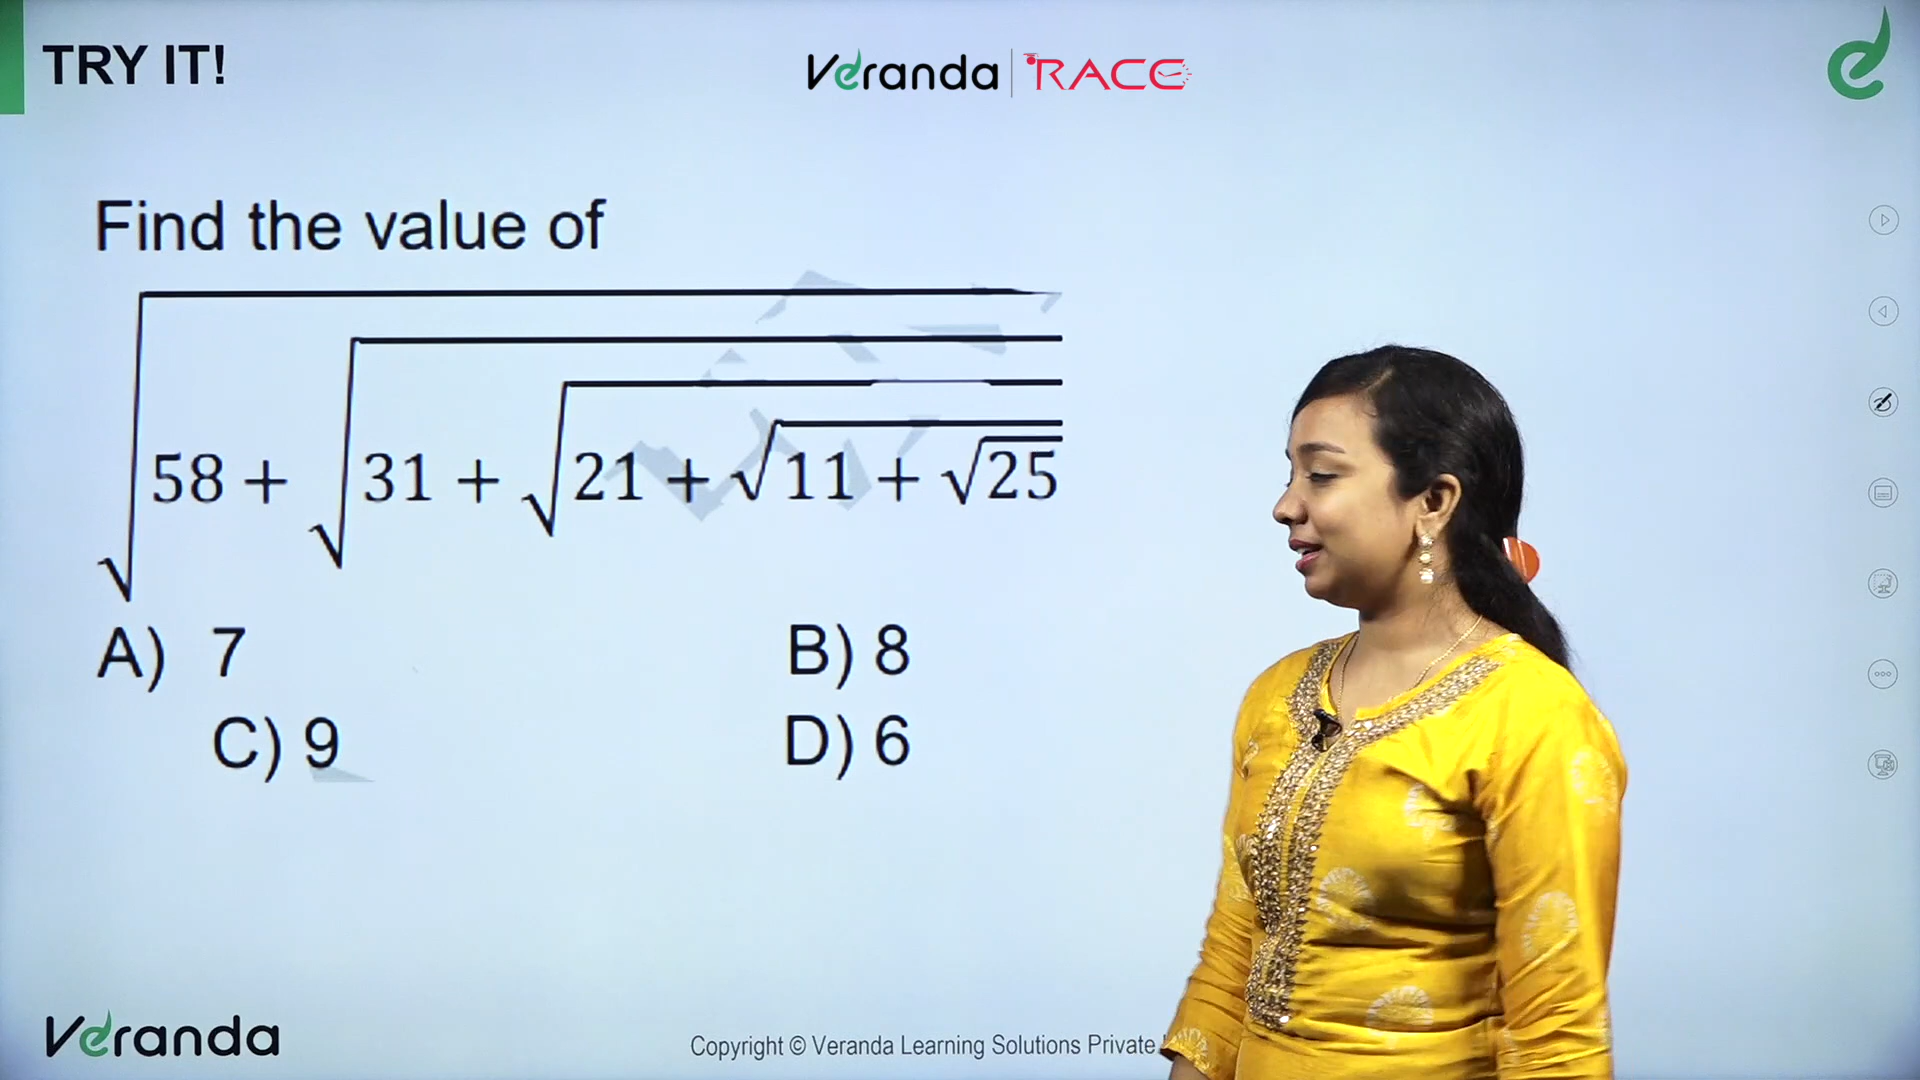 TRY IT!
Veranda RACE
Find the value of
√58 + √31 + √21 + √11 + √25
A) 7
B) 8
C) 9
D) 6
Veranda
Copyright © Veranda Learning Solutions Private